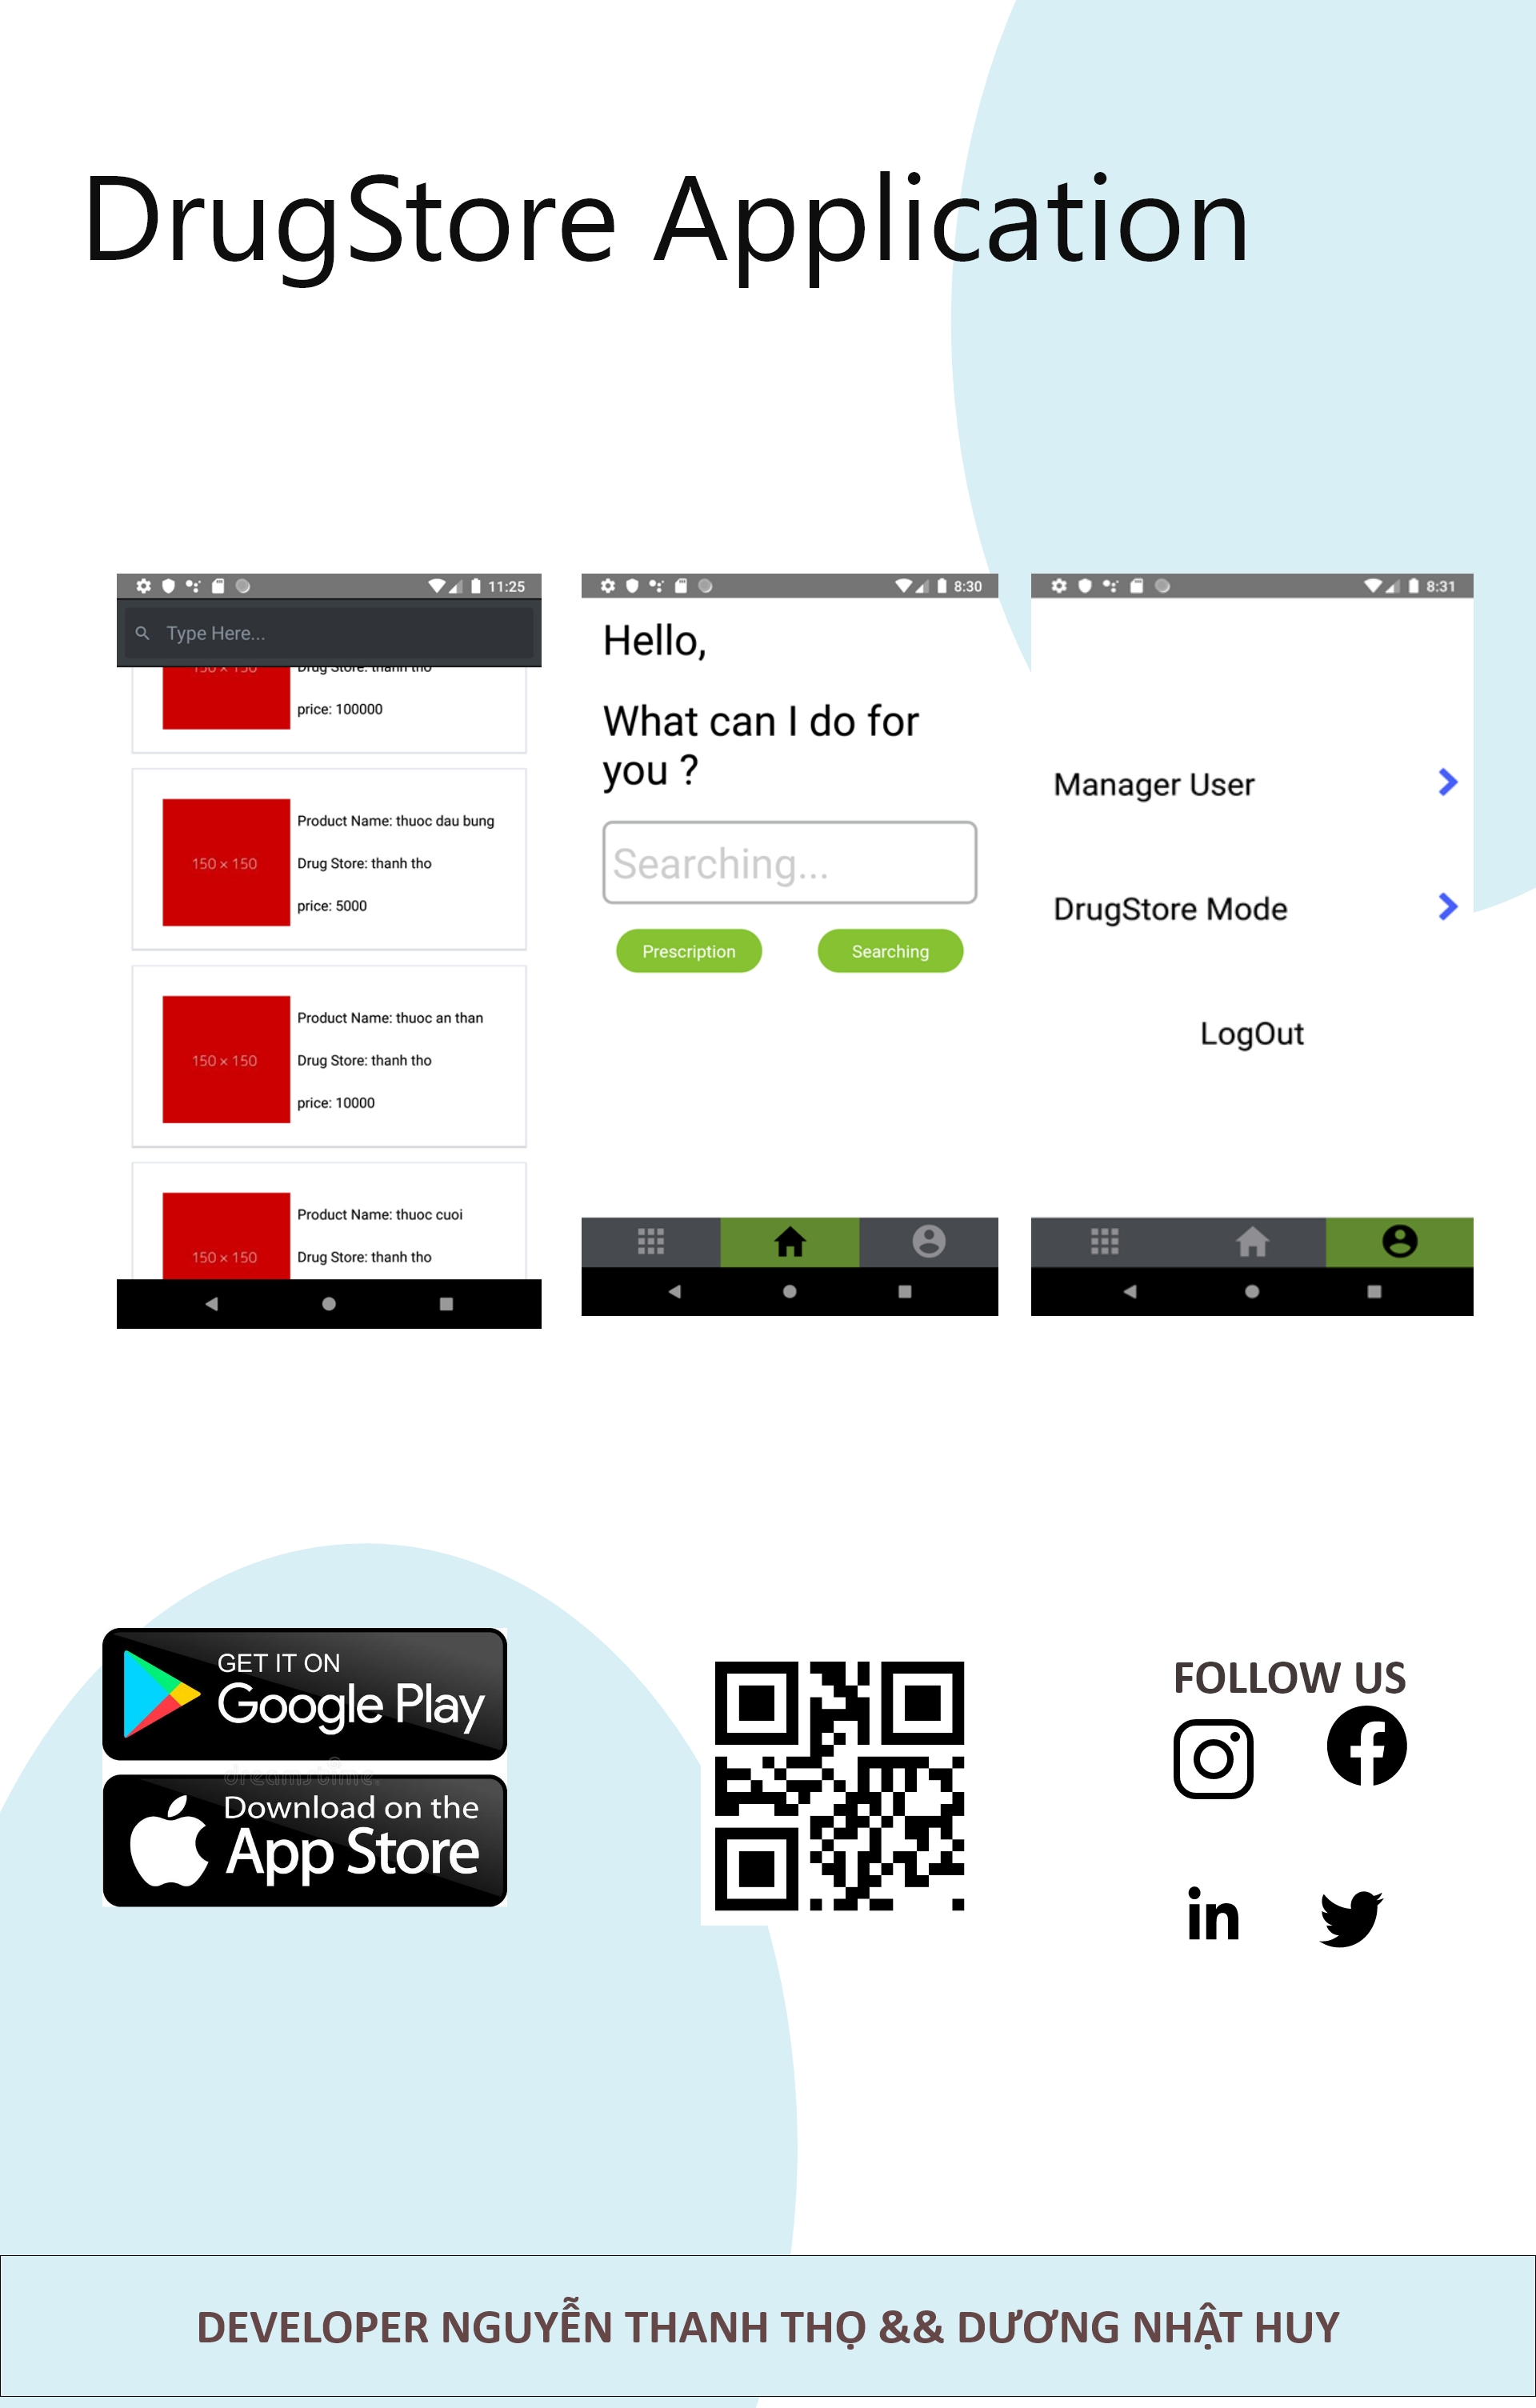 DrugStore Application
11:25
Type Here...
150 × 150
Drug Store: thanh tho
price: 100000
150 × 150
Product Name: thuoc dau bung
Drug Store: thanh tho
price: 5000
150 × 150
Product Name: thuoc an than
Drug Store: thanh tho
price: 10000
150 × 150
Product Name: thuoc cuoi
Drug Store: thanh tho
8:30
Hello,
What can I do for
you ?
Searching...
Prescription
Searching
8:31
Manager User
DrugStore Mode
LogOut
GET IT ON
Google Play
dreamstime.
Download on the
App Store
FOLLOW US
in
DEVELOPER NGUYỄN THANH THỌ && DƯƠNG NHẬT HUY